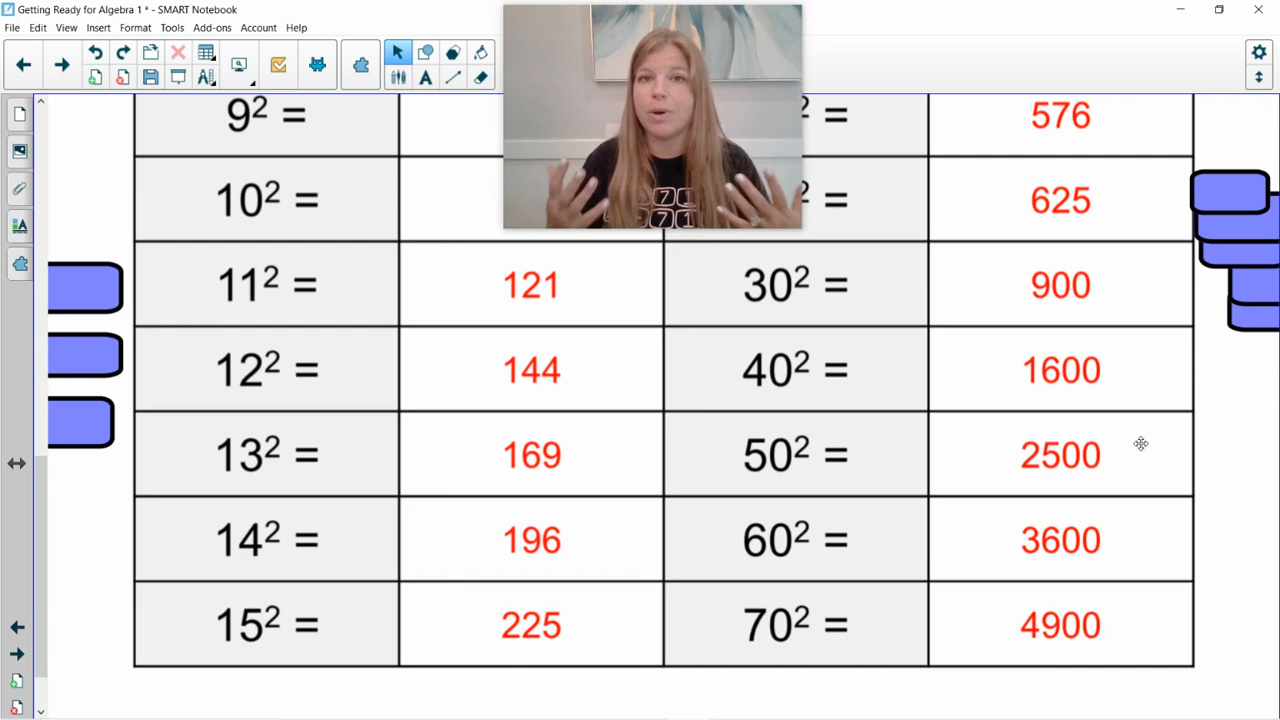 Getting Ready for Algebra 1 * - SMART Notebook
File Edit View Insert Format Tools Add-ons Account Help
9² = ² = 576
10² = ² = 625
11² = 121 30² = 900
12² = 144 40² = 1600
13² = 169 50² = 2500
14² = 196 60² = 3600
15² = 225 70² = 4900